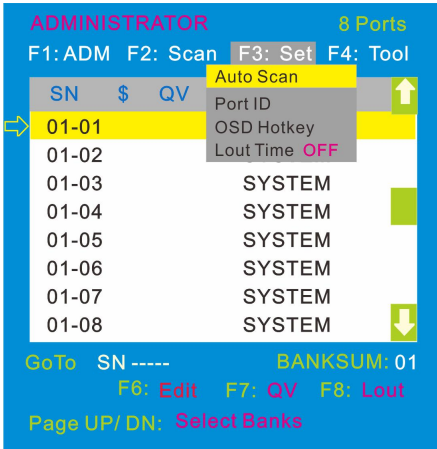 ADMINISTRATOR 8 Ports
F1: ADM F2: Scan F3: Set F4: Tool
Auto Scan
SN $ QV
Port ID
01-01
OSD Hotkey
01-02
Lout Time OFF
01-03 SYSTEM
01-04 SYSTEM
01-05 SYSTEM
01-06 SYSTEM
01-07 SYSTEM
01-08 SYSTEM
GoTo SN ----- BANKSUM: 01
F6: Edit F7: QV F8: Lout
Page UP/ DN: Select Banks